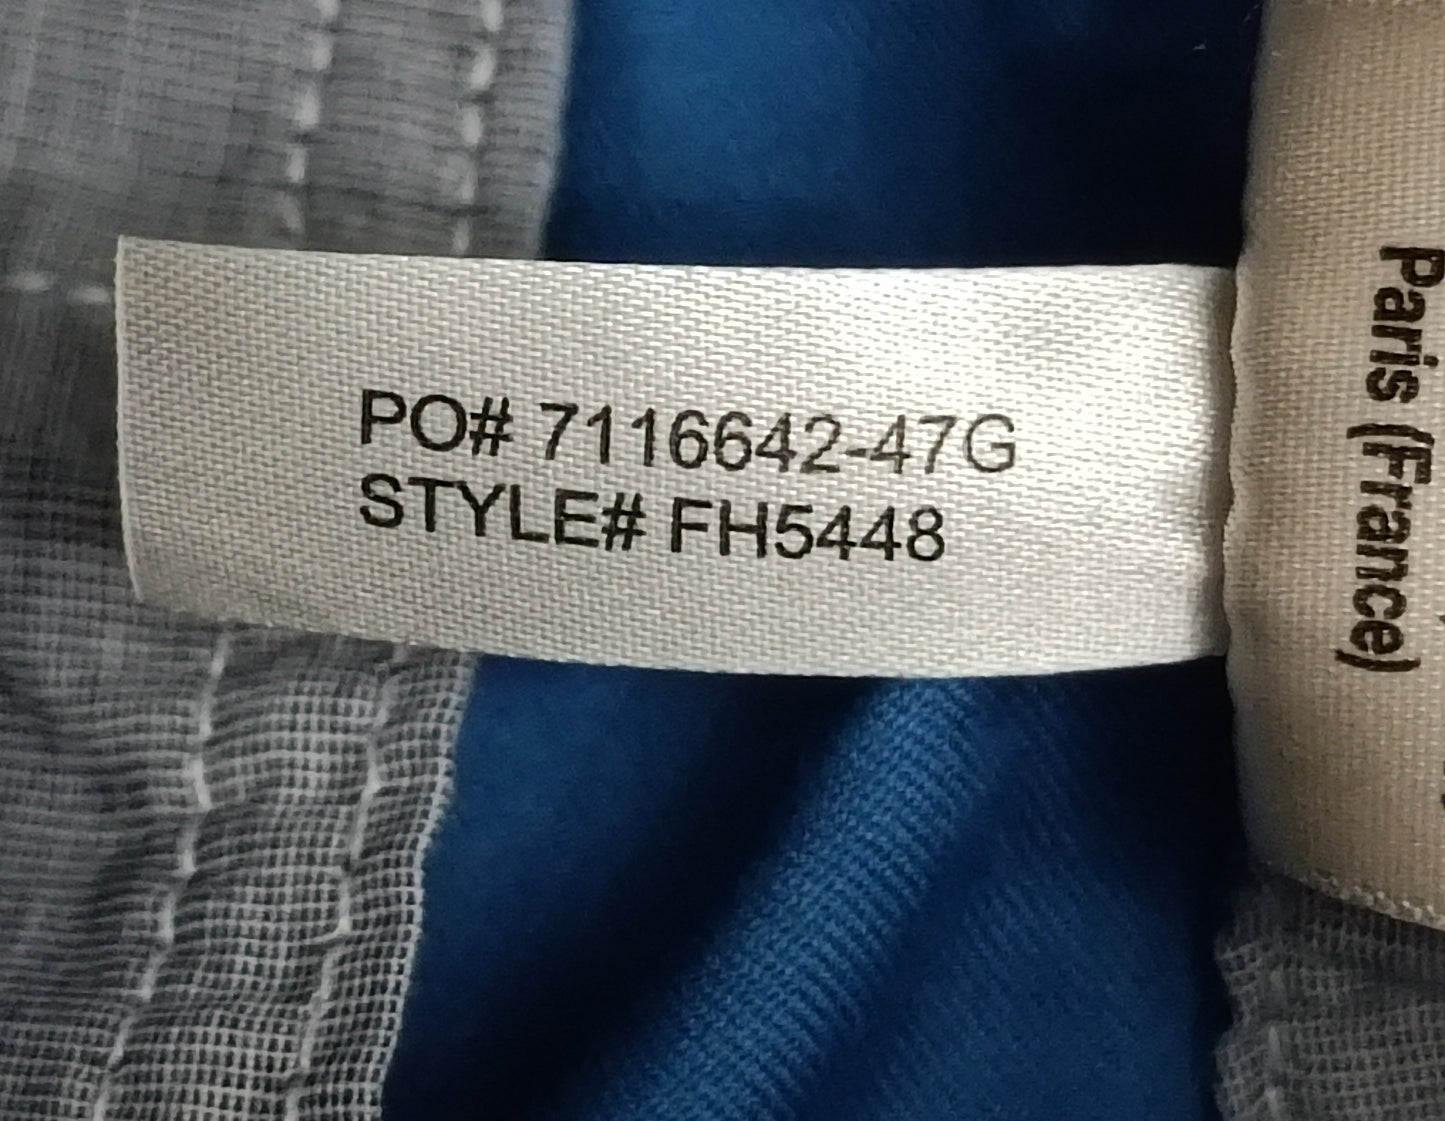 PO# 7116642-47G
STYLE# FH5448
Paris (France)